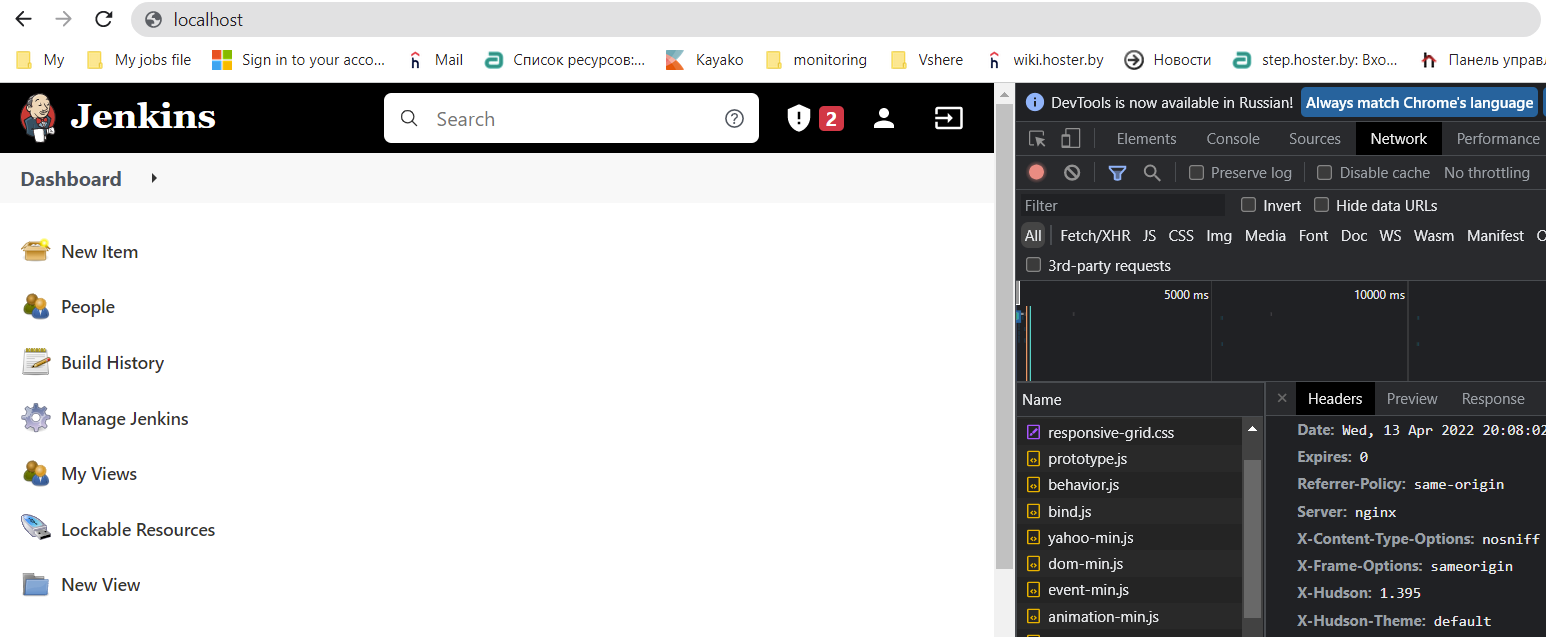 localhost
My My jobs file Sign in to your acco... Mail Список ресурсов:... Kayako monitoring Vshere wiki.hoster.by Новости step.hoster.by: Вхо... Панель управл
Jenkins Search 2
Dashboard
New Item
People
Build History
Manage Jenkins
My Views
Lockable Resources
New View
DevTools is now available in Russian! Always match Chrome's language
Elements Console Sources Network Performance
Preserve log Disable cache No throttling
Filter Invert Hide data URLs
All Fetch/XHR JS CSS Img Media Font Doc WS Wasm Manifest
3rd-party requests
5000 ms 10000 ms
Name
responsive-grid.css
prototype.js
behavior.js
bind.js
yahoo-min.js
dom-min.js
event-min.js
animation-min.js
Headers Preview Response
Date: Wed, 13 Apr 2022 20:08:02
Expires: 0
Referrer-Policy: same-origin
Server: nginx
X-Content-Type-Options: nosniff
X-Frame-Options: sameorigin
X-Hudson: 1.395
X-Hudson-Theme: default